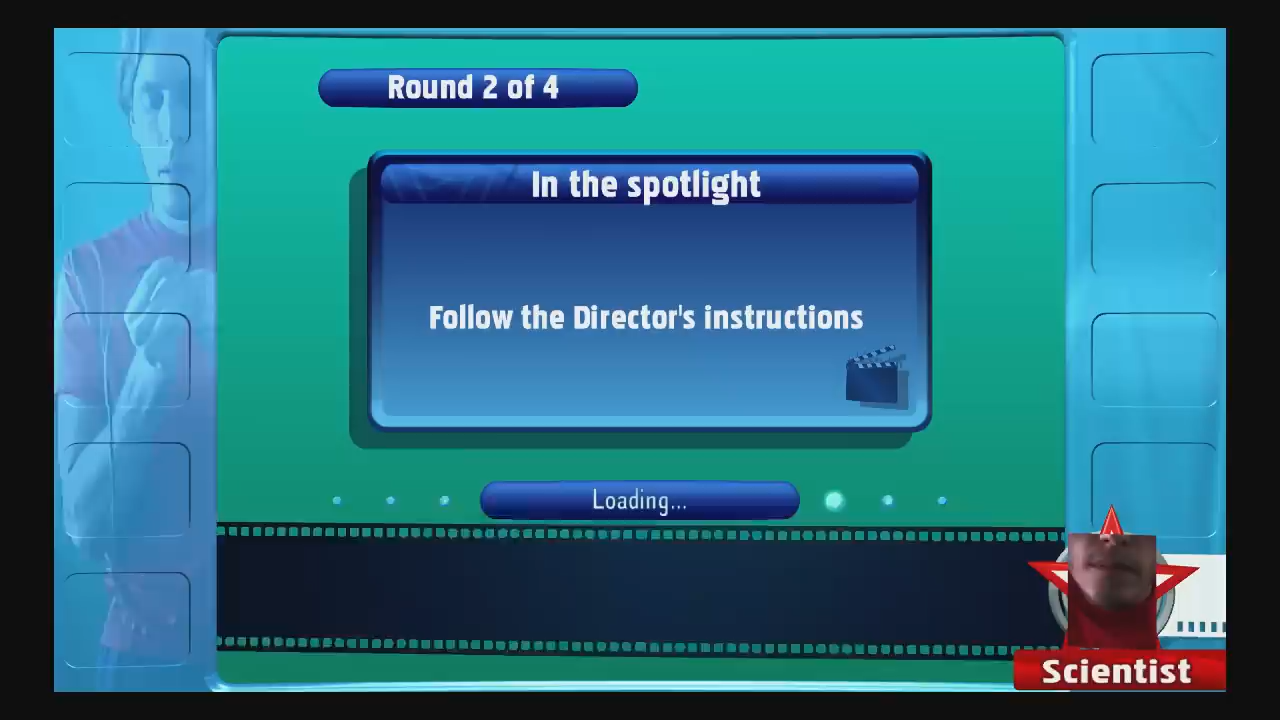 Round 2 of 4
In the spotlight
Follow the Director's instructions
Loading...
Scientist